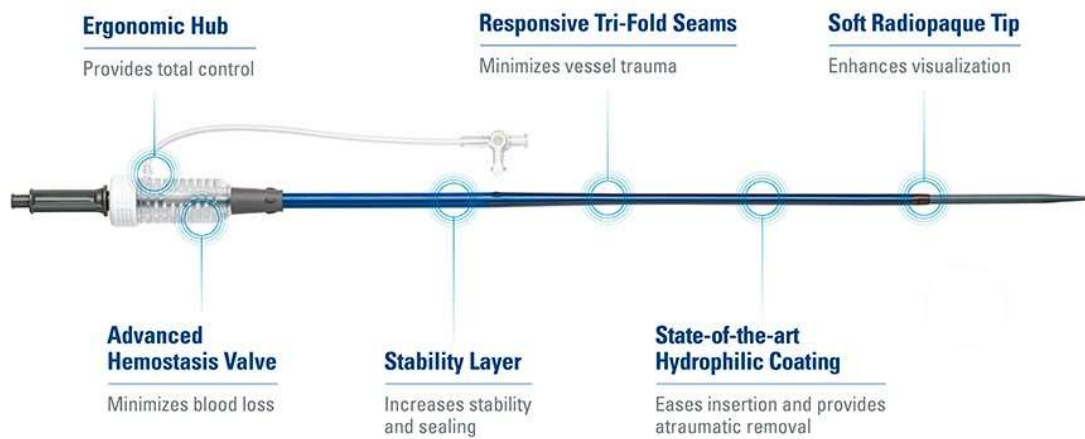 Ergonomic Hub
Provides total control
Responsive Tri-Fold Seams
Minimizes vessel trauma
Soft Radiopaque Tip
Enhances visualization
Advanced
Hemostasis Valve
Minimizes blood loss
Stability Layer
Increases stability
and sealing
State-of-the-art
Hydrophilic Coating
Eases insertion and provides
atraumatic removal